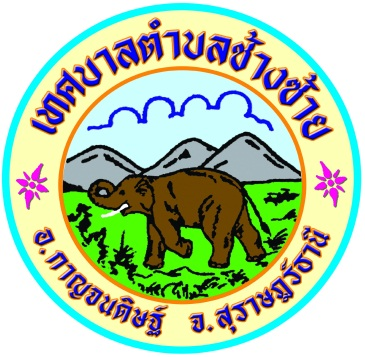 เทศบาลตำบลช้างซ้าย
อ.กาญจนดิษฐ์ จ.สุราษฎร์ธานี